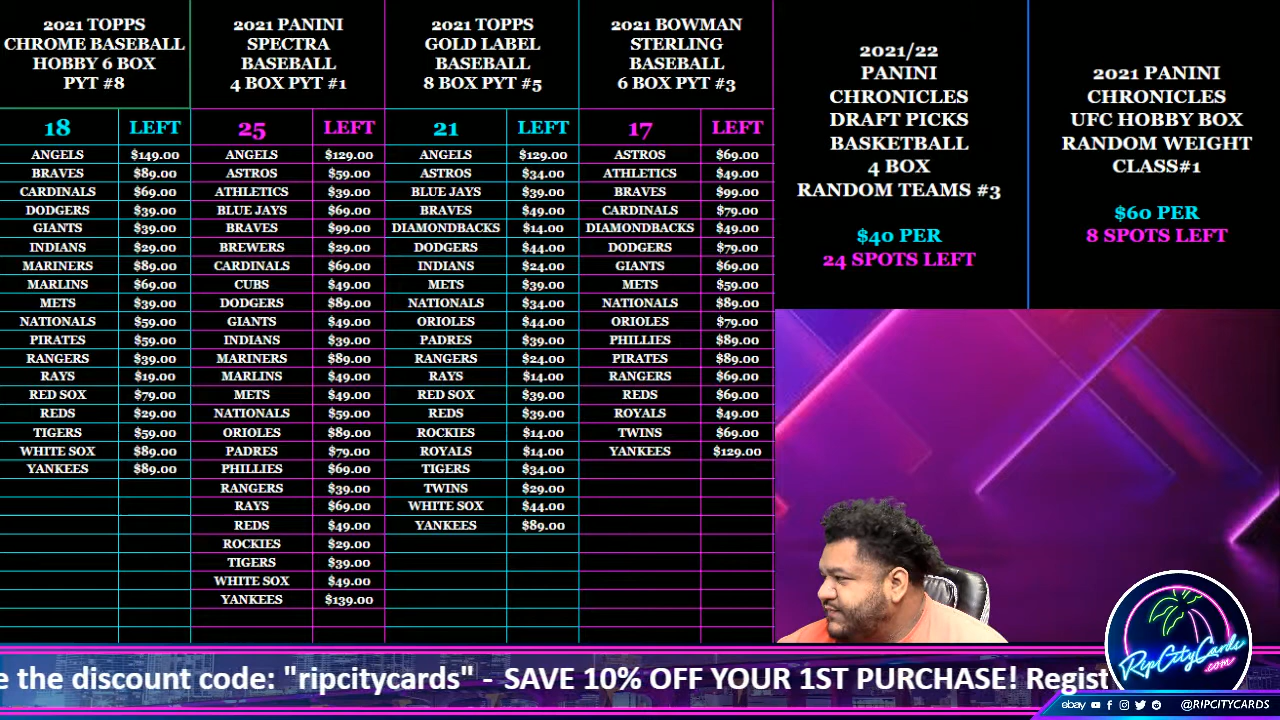 2021 TOPPS
CHROME BASEBALL
HOBBY 6 BOX
PYT #8
18 LEFT
ANGELS $149.00
BRAVES $89.00
CARDINALS $69.00
DODGERS $39.00
GIANTS $39.00
INDIANS $29.00
MARINERS $89.00
MARLINS $69.00
METS $39.00
NATIONALS $59.00
PIRATES $59.00
RANGERS $39.00
RAYS $19.00
RED SOX $79.00
REDS $29.00
TIGERS $59.00
WHITE SOX $89.00
YANKEES $89.00
2021 PANINI
SPECTRA
BASEBALL
4 BOX PYT #1
25 LEFT
ANGELS $129.00
ASTROS $59.00
ATHLETICS $39.00
BLUE JAYS $69.00
BRAVES $99.00
BREWERS $29.00
CARDINALS $69.00
CUBS $49.00
DODGERS $89.00
GIANTS $49.00
INDIANS $39.00
MARINERS $89.00
MARLINS $49.00
METS $49.00
NATIONALS $59.00
ORIOLES $89.00
PADRES $79.00
PHILLIES $69.00
RANGERS $39.00
RAYS $69.00
REDS $49.00
ROCKIES $29.00
TIGERS $39.00
WHITE SOX $49.00
YANKEES $139.00
2021 TOPPS
GOLD LABEL
BASEBALL
8 BOX PYT #5
21 LEFT
ANGELS $129.00
ASTROS $34.00
BLUE JAYS $39.00
BRAVES $49.00
DIAMONDBACKS $14.00
DODGERS $44.00
INDIANS $24.00
METS $39.00
NATIONALS $34.00
ORIOLES $44.00
PADRES $39.00
RANGERS $24.00
RAYS $14.00
RED SOX $39.00
REDS $39.00
ROCKIES $14.00
ROYALS $14.00
TIGERS $34.00
TWINS $29.00
WHITE SOX $44.00
YANKEES $89.00
2021 BOWMAN
STERLING
BASEBALL
6 BOX PYT #3
17 LEFT
ASTROS $69.00
ATHLETICS $49.00
BRAVES $99.00
CARDINALS $79.00
DIAMONDBACKS $49.00
DODGERS $79.00
GIANTS $69.00
METS $59.00
NATIONALS $89.00
ORIOLES $79.00
PHILLIES $89.00
PIRATES $89.00
RANGERS $69.00
REDS $69.00
ROYALS $49.00
TWINS $69.00
YANKEES $129.00
2021/22
PANINI
CHRONICLES
DRAFT PICKS
BASKETBALL
4 BOX
RANDOM TEAMS #3
$40 PER
24 SPOTS LEFT
2021 PANINI
CHRONICLES
UFC HOBBY BOX
RANDOM WEIGHT
CLASS#1
$60 PER
8 SPOTS LEFT
e the discount code: "ripcitycards" - SAVE 10% OFF YOUR 1ST PURCHASE! Regist
RipCityCards
.com
ebay @RIPCITYCARDS